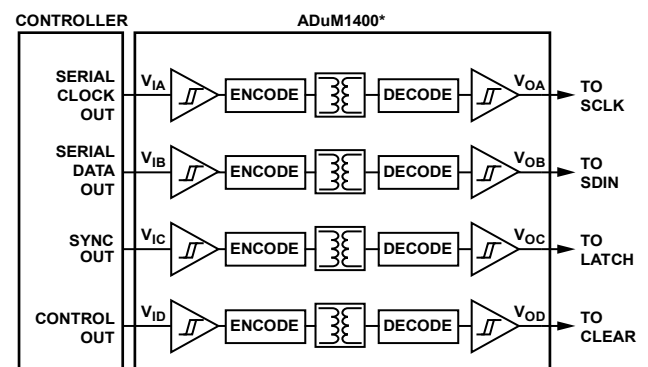 CONTROLLER
ADuM1400*
SERIAL
CLOCK
OUT
VIA
ENCODE
DECODE
VOA
TO
SCLK
SERIAL
DATA
OUT
VIB
ENCODE
DECODE
VOB
TO
SDIN
SYNC
OUT
VIC
ENCODE
DECODE
VOC
TO
LATCH
CONTROL
OUT
VID
ENCODE
DECODE
VOD
TO
CLEAR